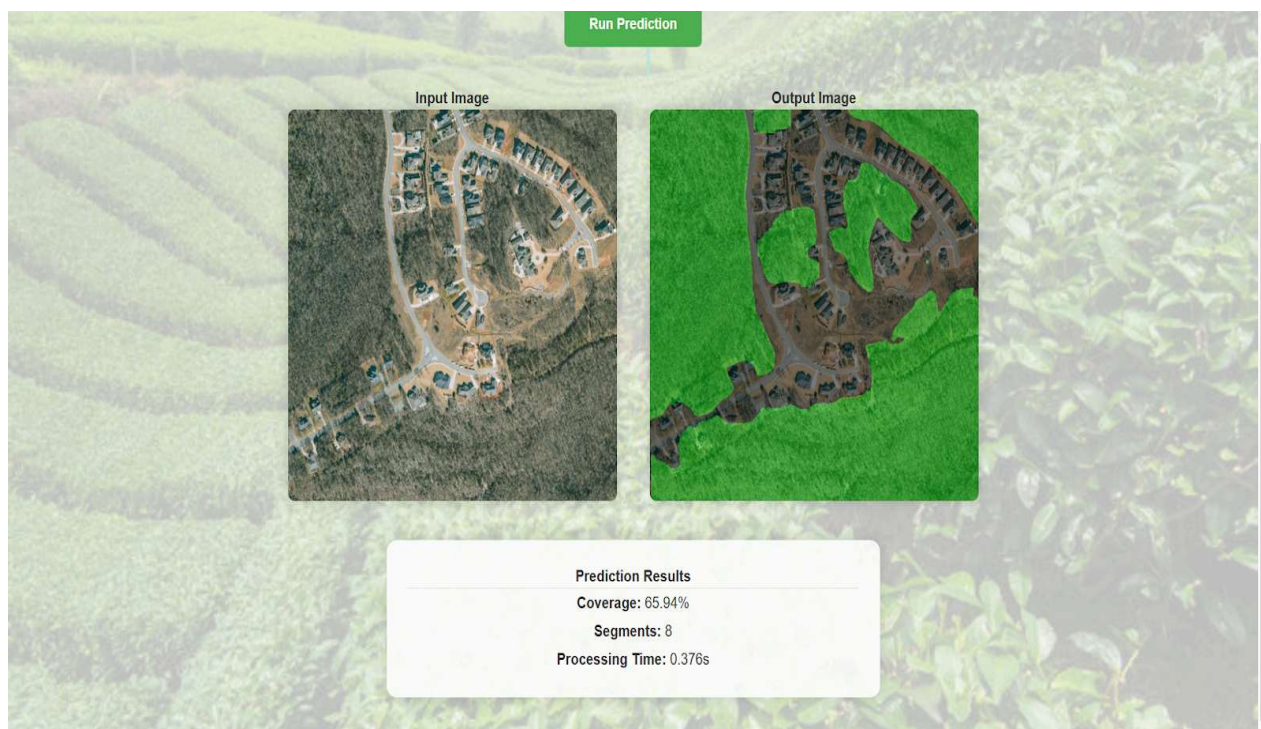 Run Prediction
Input Image
Output Image
Prediction Results
Coverage: 65.94%
Segments: 8
Processing Time: 0.376s